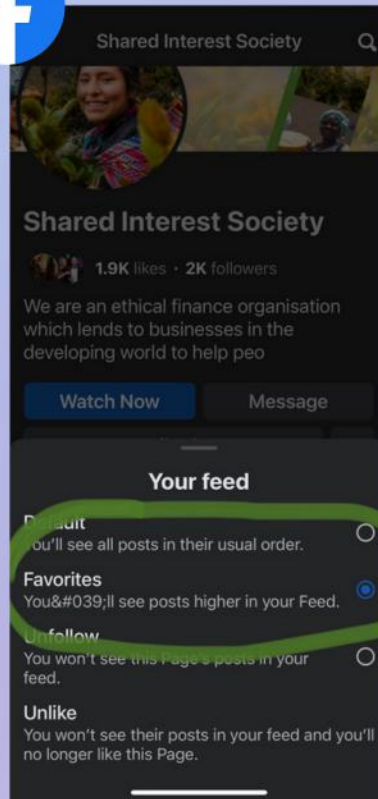 Shared Interest Society
Shared Interest Society
1.9K likes · 2K followers
We are an ethical finance organisation
which lends to businesses in the
developing world to help peo
Watch Now
Message
Your feed
Default
You'll see all posts in their usual order.
Favorites
You&#039;ll see posts higher in your Feed.
Unfollow
You won't see this Page's posts in your
feed.
Unlike
You won't see their posts in your feed and you'll
no longer like this Page.